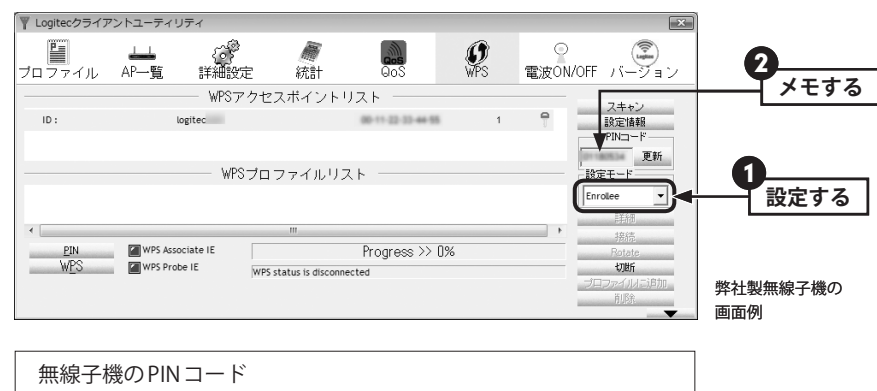 Logitecクライアントユーティリティ
プロファイル AP一覧 詳細設定 統計 QoS WPS 電波ON/OFF バージョン
WPSアクセスポイントリスト
ID : logitec 1
スキャン
設定情報
PINコード
更新
WPSプロファイルリスト
設定モード
Enrollee
詳細
接続
Rotate
切断
プロファイルに追加
削除
PIN WPS Associate IE Progress >> 0%
WPS WPS Probe IE WPS status is disconnected
2 メモする
1 設定する
弊社製無線子機の
画面例
無線子機のPINコード